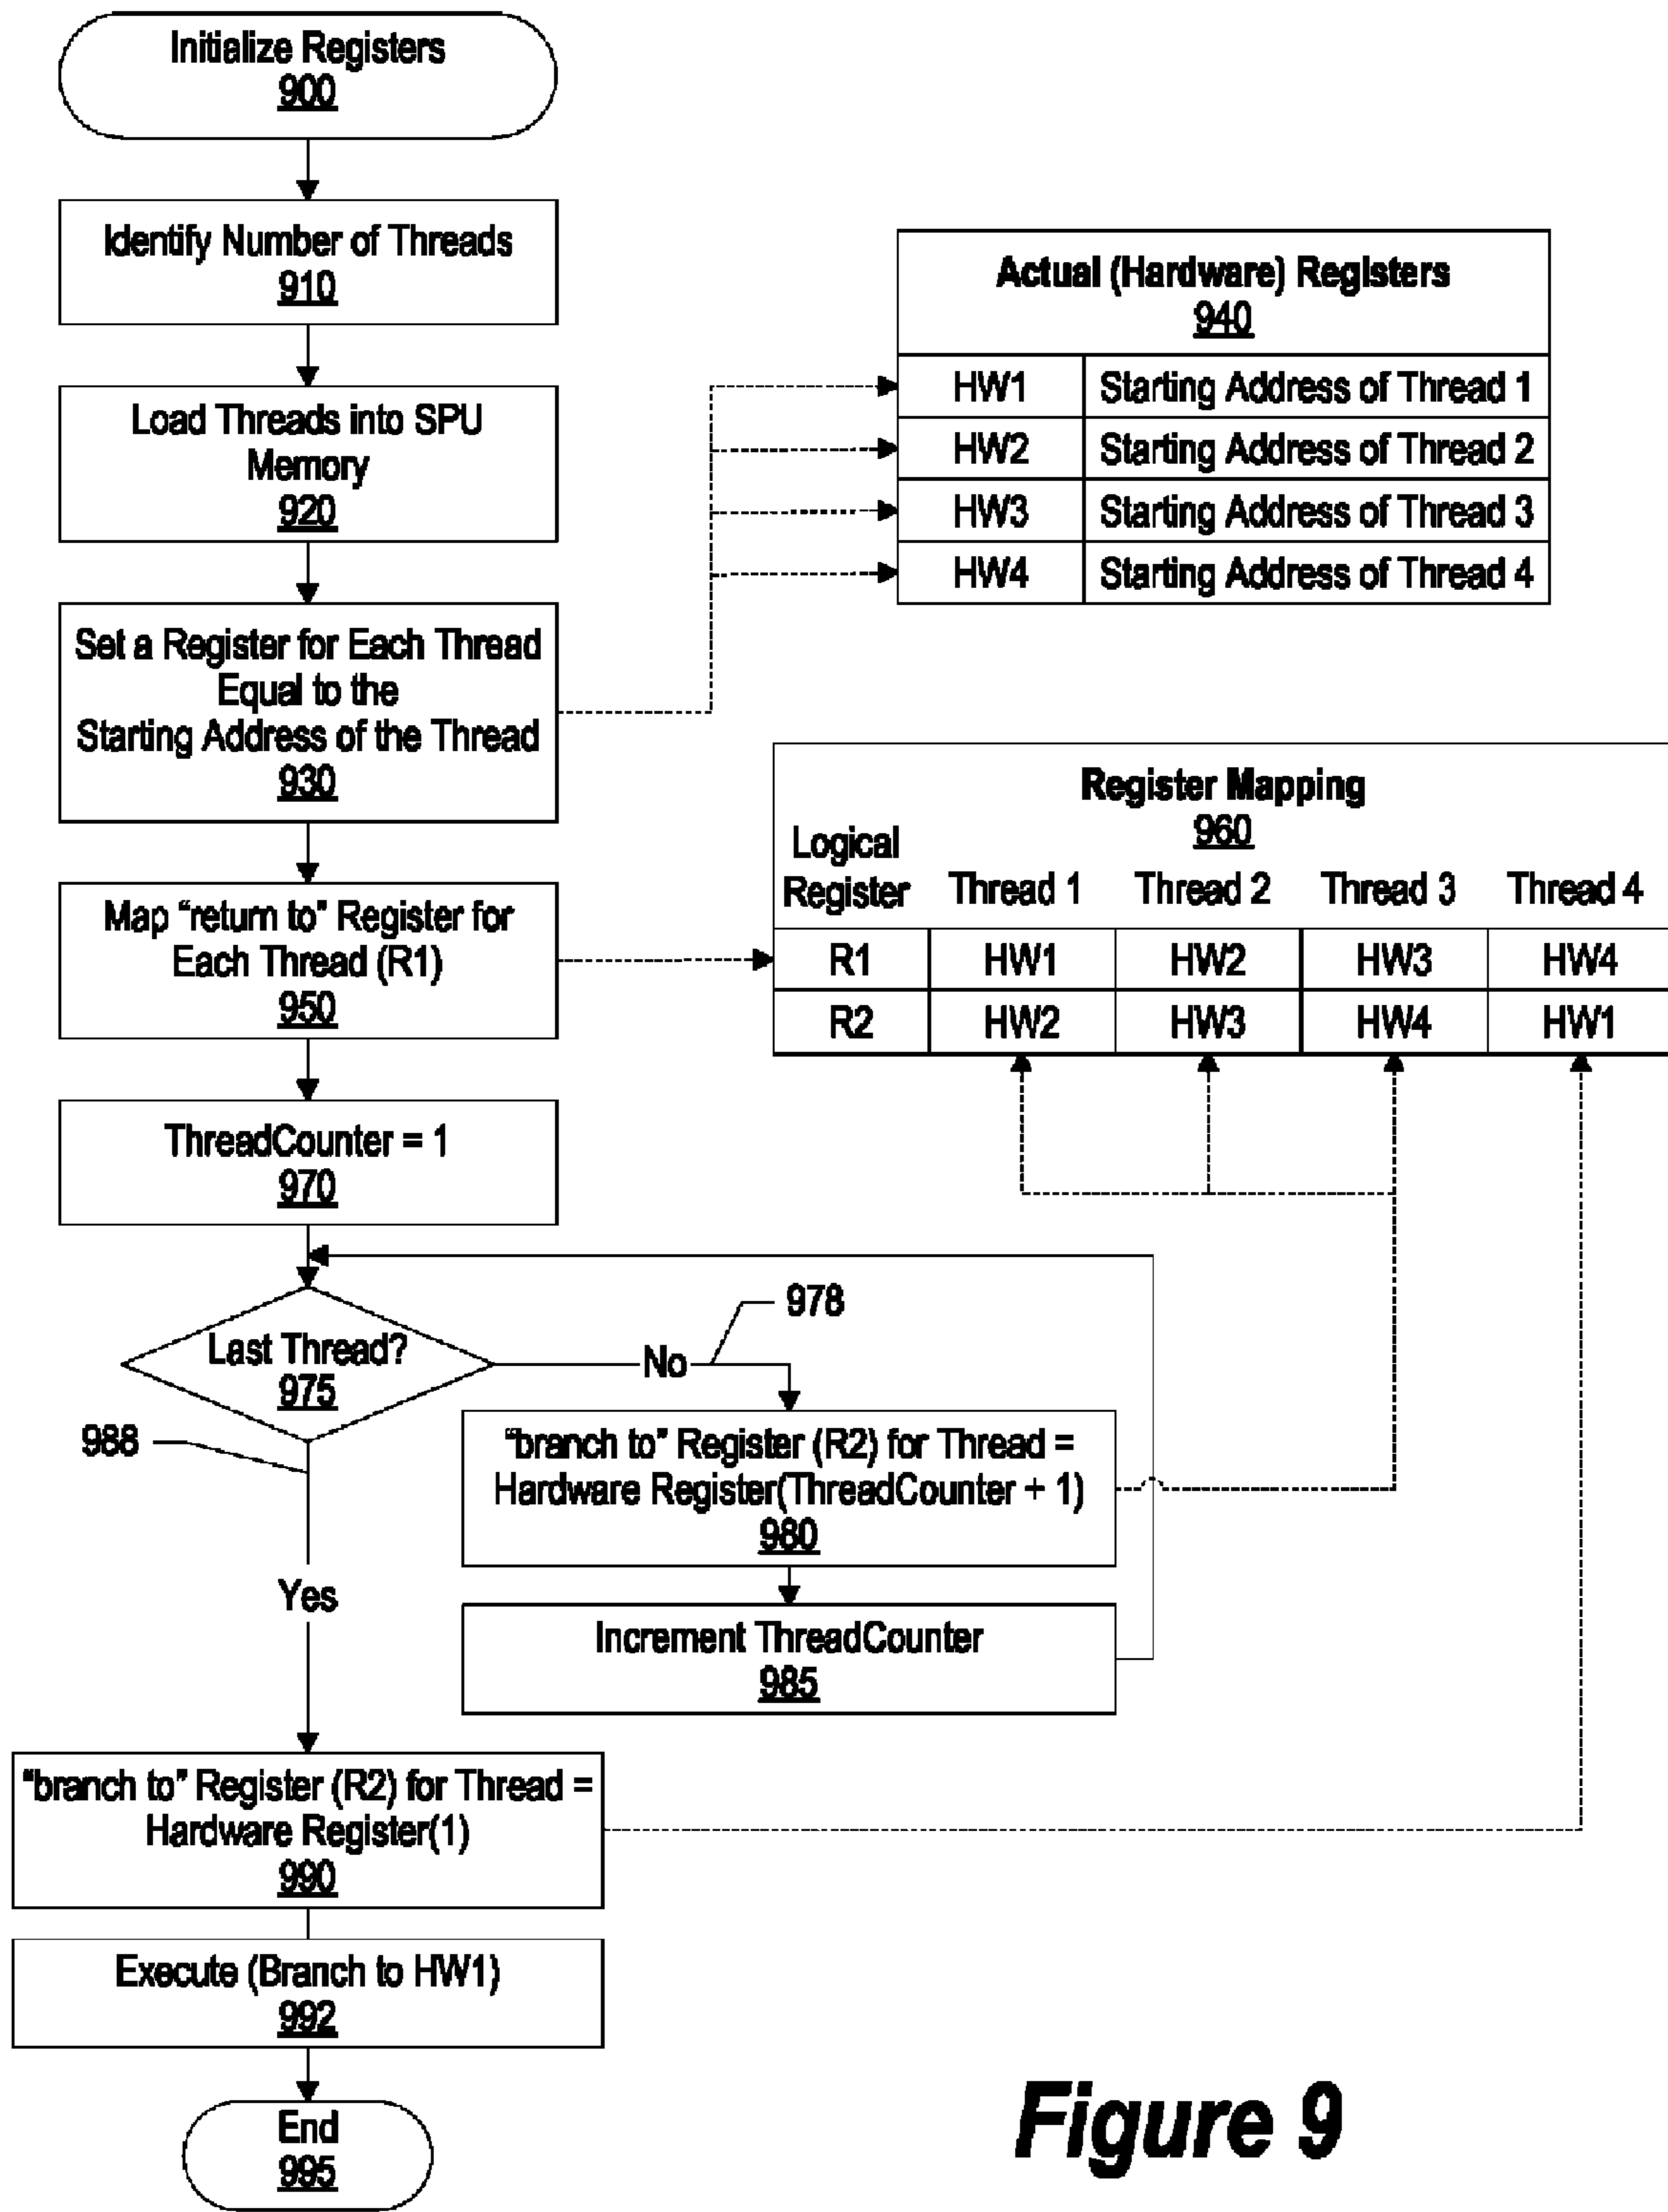 Initialize Registers
900
Identify Number of Threads
910
Load Threads into SPU
Memory
920
Set a Register for Each Thread
Equal to the
Starting Address of the Thread
930
Actual (Hardware) Registers
940
HW1 Starting Address of Thread 1
HW2 Starting Address of Thread 2
HW3 Starting Address of Thread 3
HW4 Starting Address of Thread 4
Map “return to” Register for
Each Thread (R1)
950
Register Mapping
960
Logical
Register Thread 1 Thread 2 Thread 3 Thread 4
R1 HW1 HW2 HW3 HW4
R2 HW2 HW3 HW4 HW1
ThreadCounter = 1
970
Last Thread?
975
No
978
988
“branch to” Register (R2) for Thread =
Hardware Register(ThreadCounter + 1)
980
Yes
Increment ThreadCounter
985
“branch to” Register (R2) for Thread =
Hardware Register(1)
990
Execute (Branch to HW1)
992
End
995
Figure 9